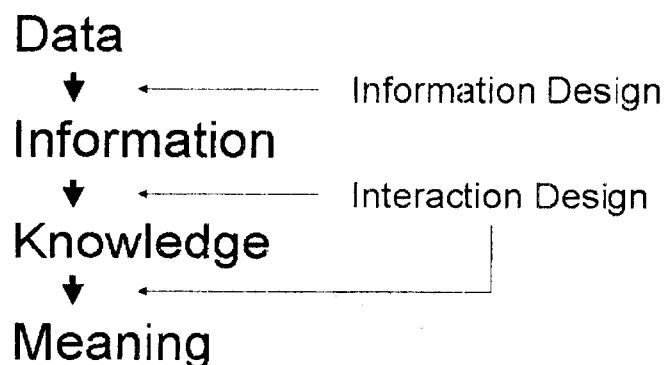 Data
Information Design
Information
Interaction Design
Knowledge
Meaning